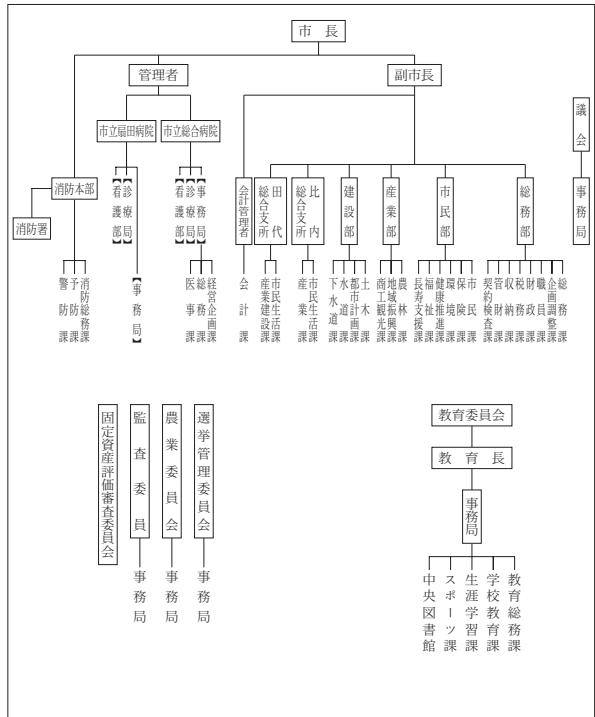 市長
管理者
副市長
議会
事務局
市立扇田病院
市立総合病院
消防本部
消防署
【診療局】
【看護部】
【事務局】
【事務局】
【診療局】
【看護部】
会計管理者
田代総合支所
比内総合支所
建設部
産業部
市民部
総務部
消防総務課
予防課
警防課
経営企画課
総務課
医事課
会計課
市民生活課
産業建設課
市民生活課
産業課
土木課
都市計画課
水道課
下水道課
農林課
地域振興課
商工観光課
市民課
保険課
環境課
健康推進課
福祉課
長寿支援課
総務課
企画調整課
職員課
財政課
税務課
収納課
管財課
契約検査課
選挙管理委員会
事務局
農業委員会
事務局
監査委員
事務局
固定資産評価審査委員会
教育委員会
教育長
事務局
教育総務課
学校教育課
生涯学習課
スポーツ課
中央図書館